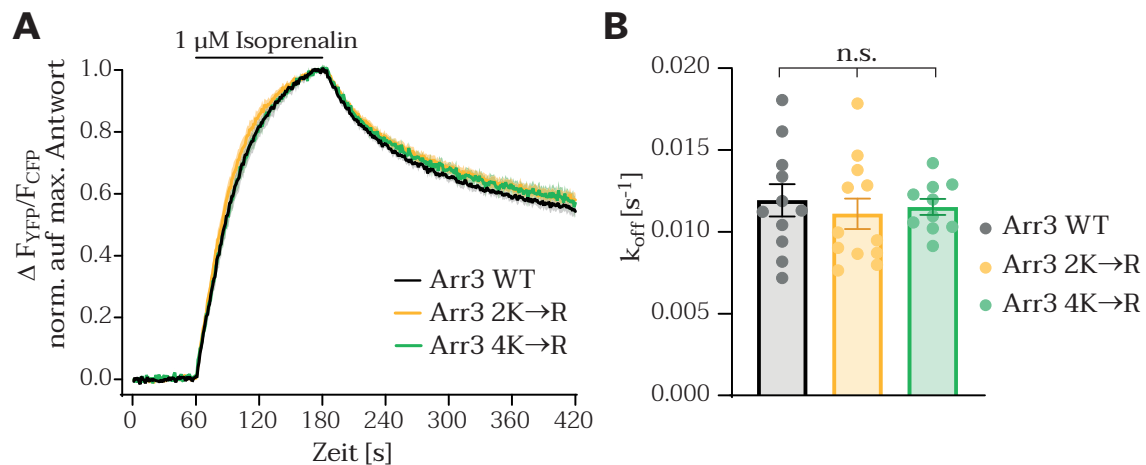 A
1 µM Isoprenalin
Δ F_YFP/F_CFP
norm. auf max. Antwort
1.0
0.8
0.6
0.4
0.2
0.0
Arr3 WT
Arr3 2K→R
Arr3 4K→R
0 60 120 180 240 300 360 420
Zeit [s]
B
n.s.
k_off [s⁻¹]
0.020
0.015
0.010
0.005
0.000
Arr3 WT
Arr3 2K→R
Arr3 4K→R